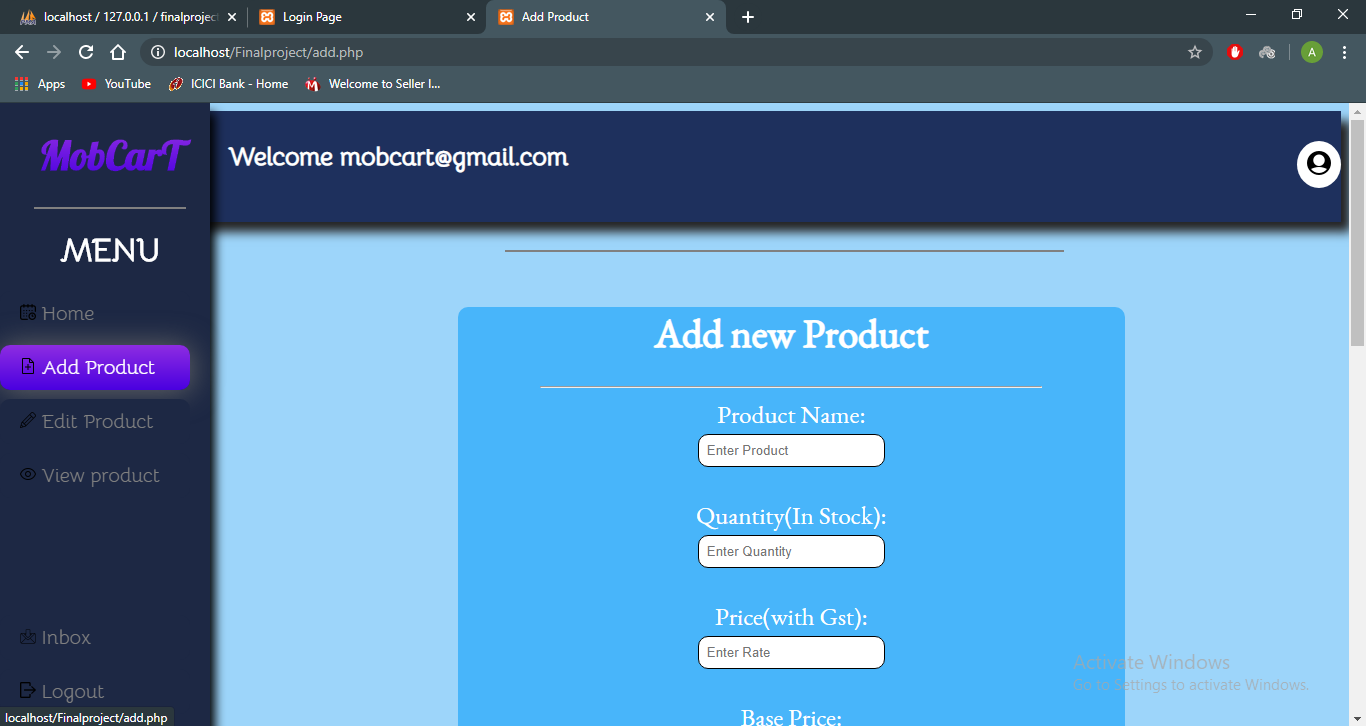 localhost / 127.0.0.1 / finalproject
Login Page
Add Product
localhost/Finalproject/add.php
A
Apps
YouTube
ICICI Bank - Home
Welcome to Seller I...
MobCarT
MENU
Home
Add Product
Edit Product
View product
Inbox
Logout
localhost/Finalproject/add.php
Welcome mobcart@gmail.com
Add new Product
Product Name:
Enter Product
Quantity(In Stock):
Enter Quantity
Price(with Gst):
Enter Rate
Base Price:
Activate Windows
Go to Settings to activate Windows.